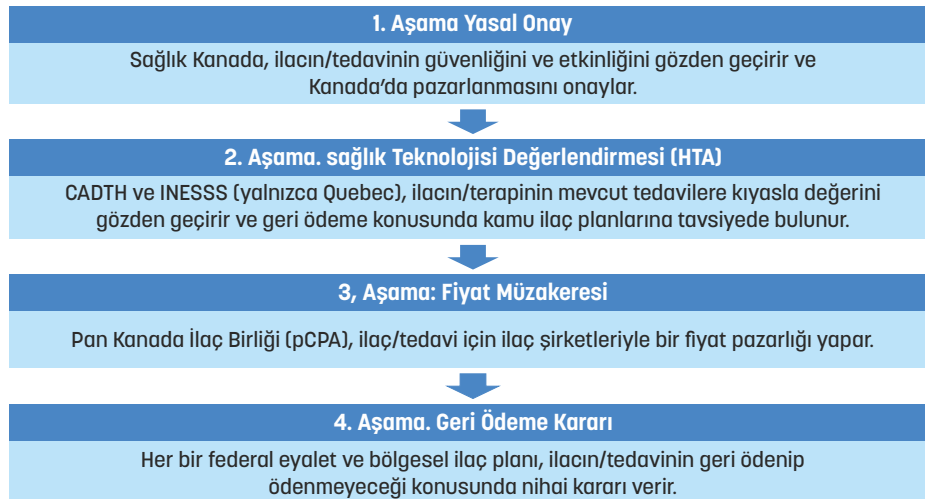 1. Aşama Yasal Onay
Sağlık Kanada, ilacın/tedavinin güvenliğini ve etkinliğini gözden geçirir ve
Kanada'da pazarlanmasını onaylar.
2. Aşama. sağlık Teknolojisi Değerlendirmesi (HTA)
CADTH ve INESSS (yalnızca Quebec), ilacın/terapinin mevcut tedavilere kıyasla değerini
gözden geçirir ve geri ödeme konusunda kamu ilaç planlarına tavsiyede bulunur.
3, Aşama: Fiyat Müzakeresi
Pan Kanada İlaç Birliği (pCPA), ilaç/tedavi için ilaç şirketleriyle bir fiyat pazarlığı yapar.
4. Aşama. Geri Ödeme Kararı
Her bir federal eyalet ve bölgesel ilaç planı, ilacın/tedavinin geri ödenip
ödenmeyeceği konusunda nihai kararı verir.